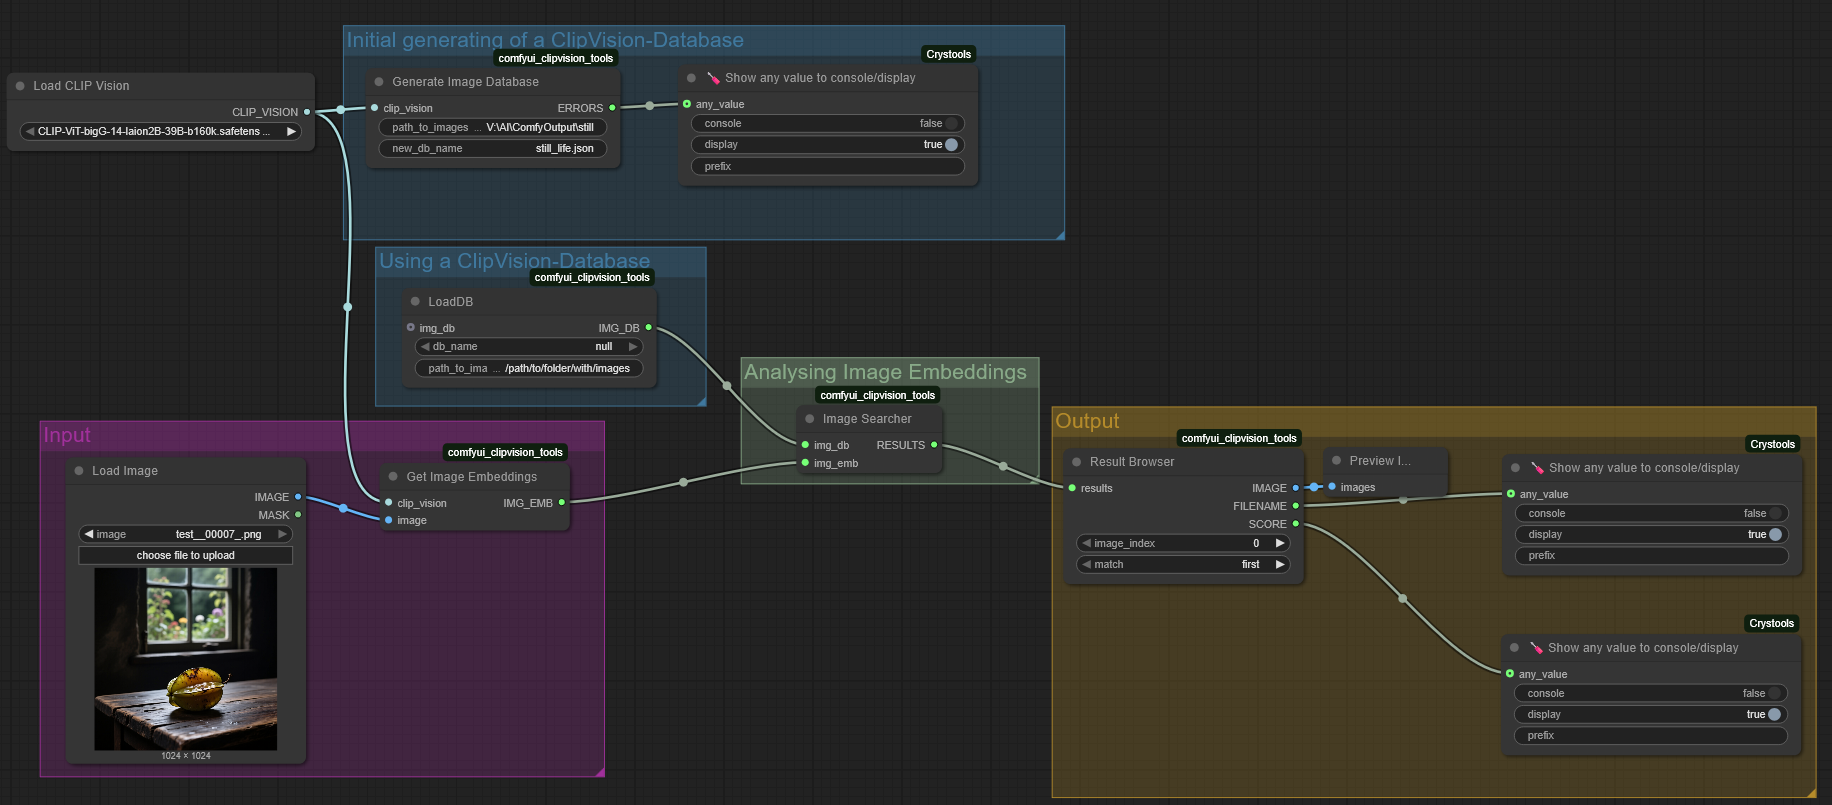 Initial generating of a ClipVision-Database
comfyui_clipvision_tools
Crystools
Load CLIP Vision
CLIP_VISION
CLIP-ViT-bigG-14-laion2B-39B-b160k.safetens ...
Generate Image Database
clip_vision ERRORS
path_to_images ... V:\AI\ComfyOutput\still
new_db_name still_life.json
Show any value to console/display
any_value
console false
display true
prefix
Using a ClipVision-Database
comfyui_clipvision_tools
LoadDB
img_db IMG_DB
db_name null
path_to_ima ... /path/to/folder/with/images
Analysing Image Embeddings
comfyui_clipvision_tools
Image Searcher
img_db RESULTS
img_emb
Input
Load Image
IMAGE
MASK
image test__00007_.png
choose file to upload
1024 × 1024
comfyui_clipvision_tools
Get Image Embeddings
clip_vision IMG_EMB
image
Output
comfyui_clipvision_tools
Result Browser
results IMAGE
FILENAME
SCORE
image_index 0
match first
Preview I...
images
Crystools
Show any value to console/display
any_value
console false
display true
prefix
Crystools
Show any value to console/display
any_value
console false
display true
prefix